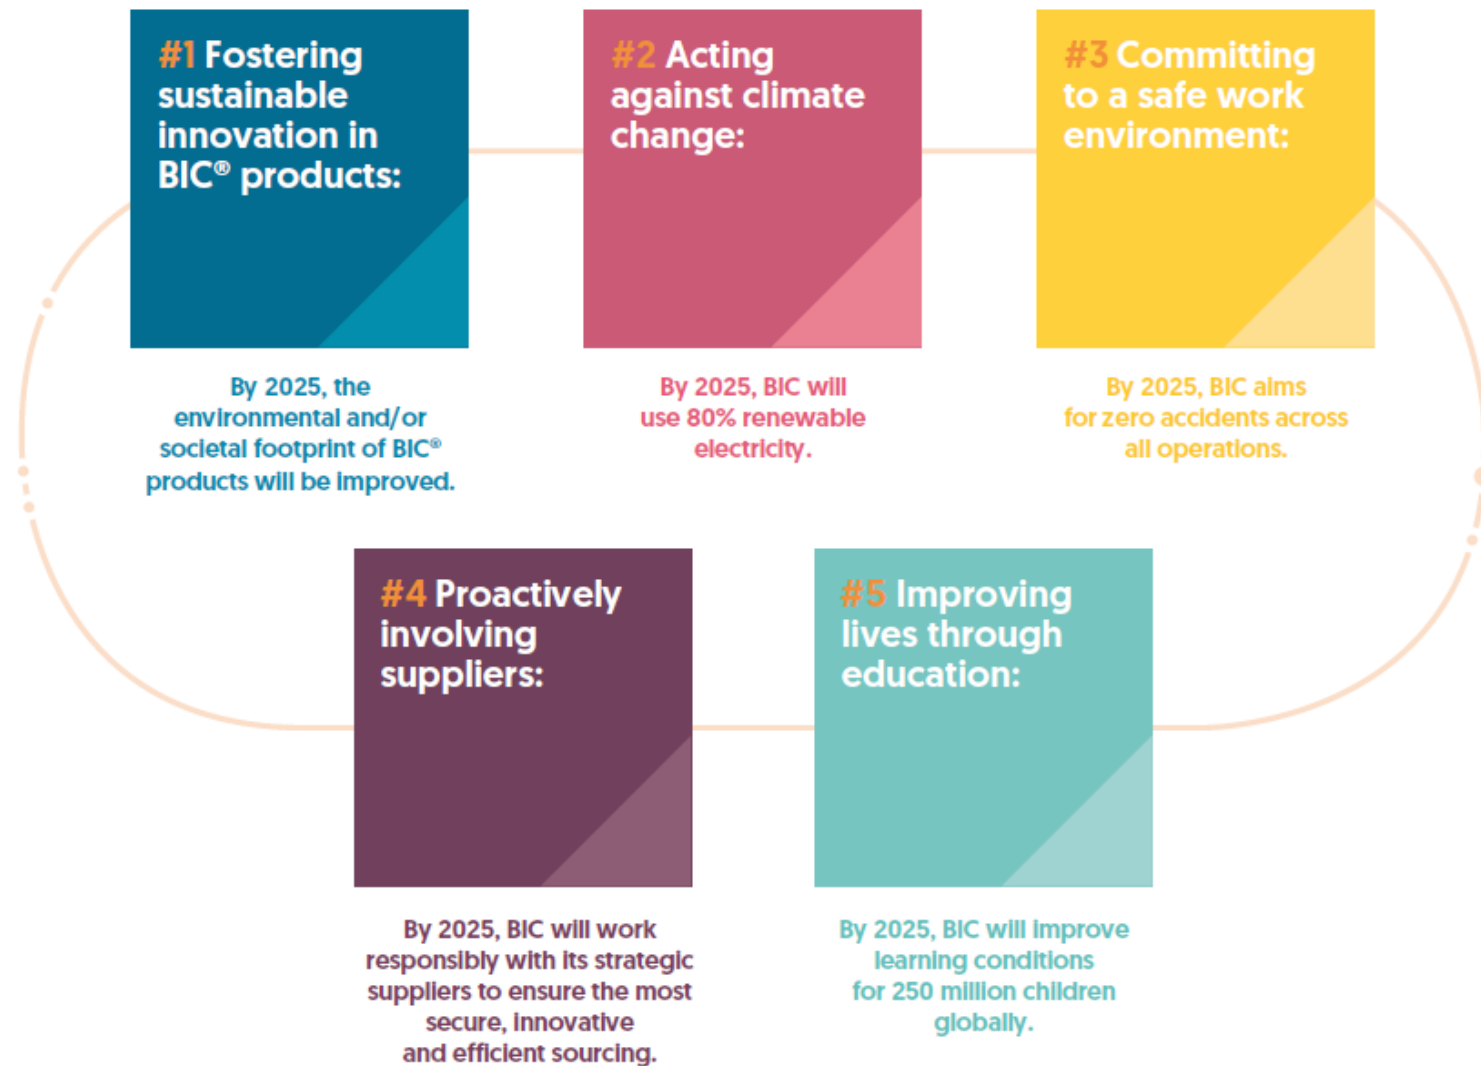 #1 Fostering
sustainable
innovation in
BIC® products:
By 2025, the
environmental and/or
societal footprint of BIC®
products will be improved.
#2 Acting
against climate
change:
By 2025, BIC will
use 80% renewable
electricity.
#3 Committing
to a safe work
environment:
By 2025, BIC aims
for zero accidents across
all operations.
#4 Proactively
involving
suppliers:
By 2025, BIC will work
responsibly with its strategic
suppliers to ensure the most
secure, innovative
and efficient sourcing.
#5 Improving
lives through
education:
By 2025, BIC will improve
learning conditions
for 250 million children
globally.